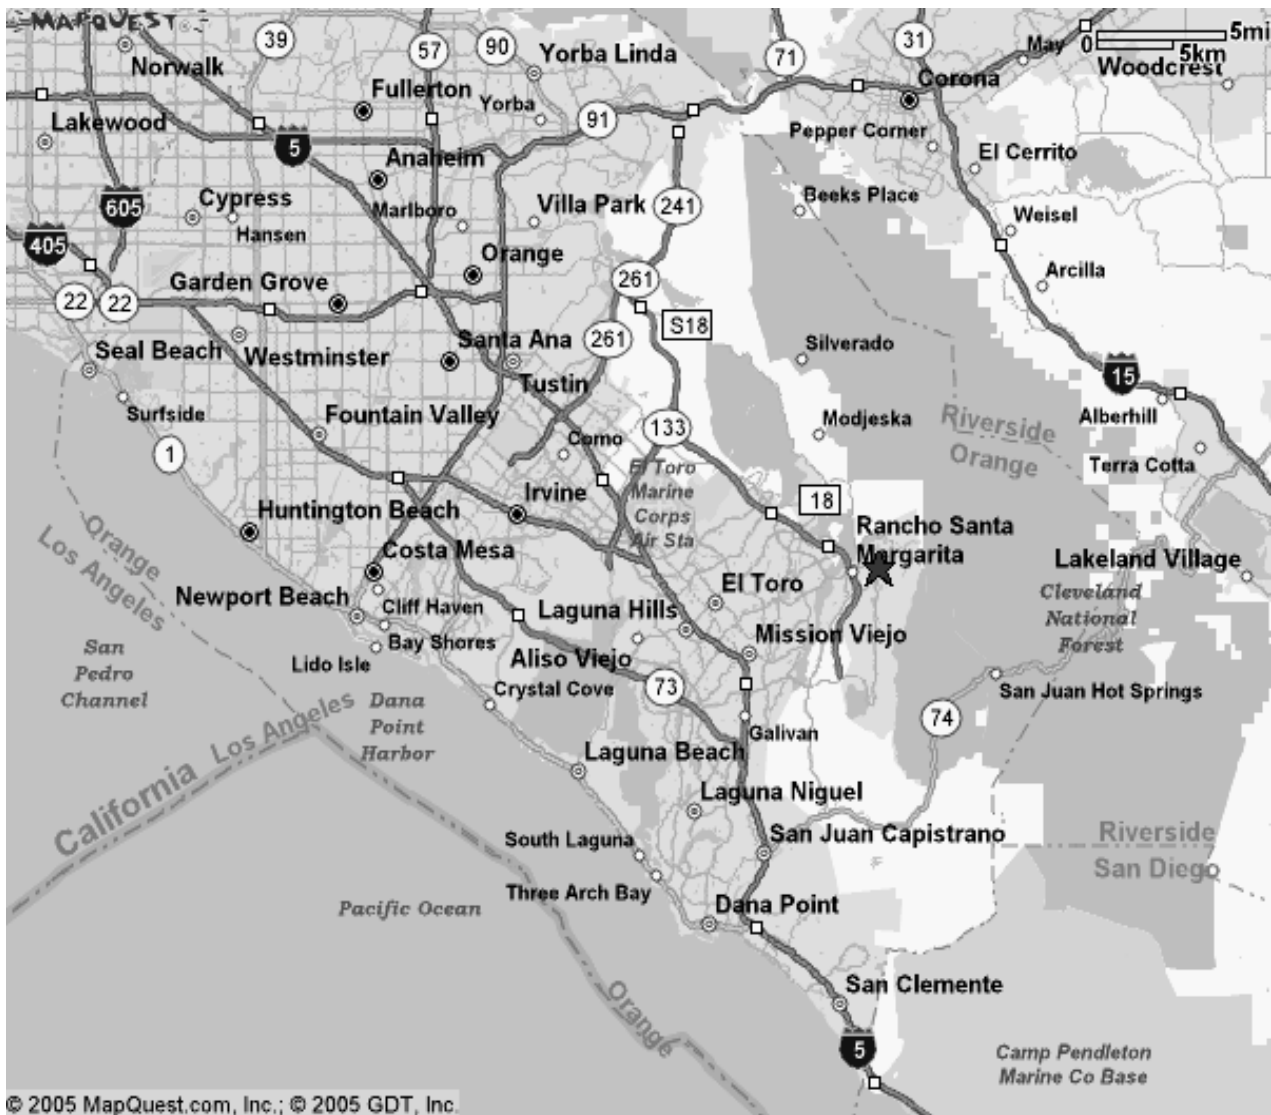 MAPQUEST
39
57
90
Yorba Linda
71
31
May
0
5mi
5km
Norwalk
Woodcrest
Fullerton
Corona
Yorba
91
Lakewood
5
Pepper Corner
Anaheim
El Cerrito
605
Cypress
Marlboro
Villa Park
241
Beeks Place
Weisel
405
Hansen
Orange
Arcilla
Garden Grove
261
22
22
S18
Seal Beach
Westminster
Santa Ana
261
Silverado
15
Tustin
Surfside
Fountain Valley
Alberhill
1
Como
133
Modjeska
Riverside
Orange
Terra Cotta
El Toro
Marine
Corps
Air Sta
Irvine
18
Huntington Beach
Rancho Santa
Margarita
Orange
Los Angeles
Costa Mesa
Lakeland Village
El Toro
Cleveland
National
Forest
Newport Beach
Cliff Haven
Laguna Hills
Bay Shores
Mission Viejo
San
Pedro
Channel
Lido Isle
Aliso Viejo
Crystal Cove
73
San Juan Hot Springs
Dana
Point
Harbor
74
Galivan
California
Los Angeles
Laguna Beach
Laguna Niguel
South Laguna
San Juan Capistrano
Riverside
San Diego
Three Arch Bay
Pacific Ocean
Dana Point
San Clemente
Orange
5
Camp Pendleton
Marine Co Base
© 2005 MapQuest.com, Inc.; © 2005 GDT, Inc.